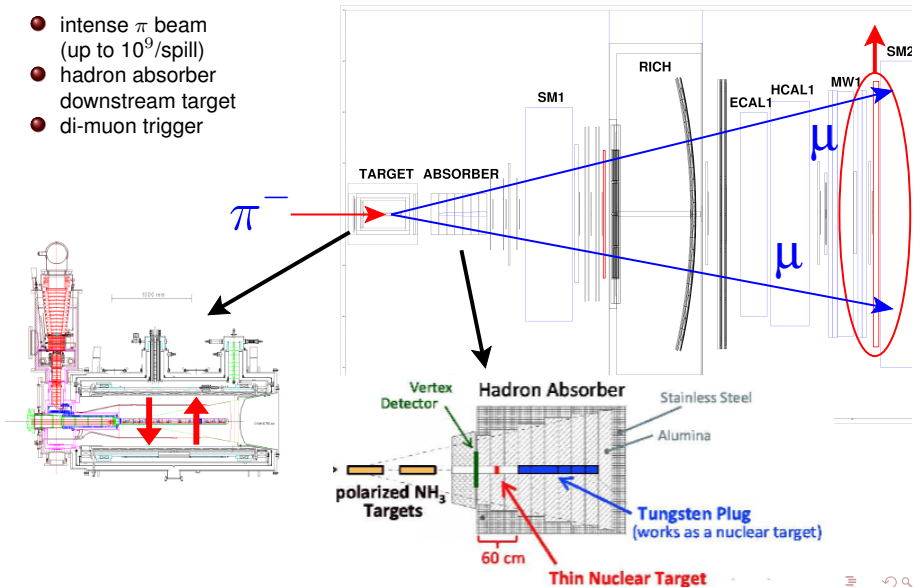 intense π beam
(up to 10⁹/spill)
hadron absorber
downstream target
di-muon trigger
SM2
RICH
MW1
HCAL1
ECAL1
SM1
μ
TARGET ABSORBER
π⁻
μ
1000 mm
Vertex
Detector
Hadron Absorber
Stainless Steel
Alumina
polarized NH₃
Targets
Tungsten Plug
(works as a nuclear target)
60 cm
Thin Nuclear Target